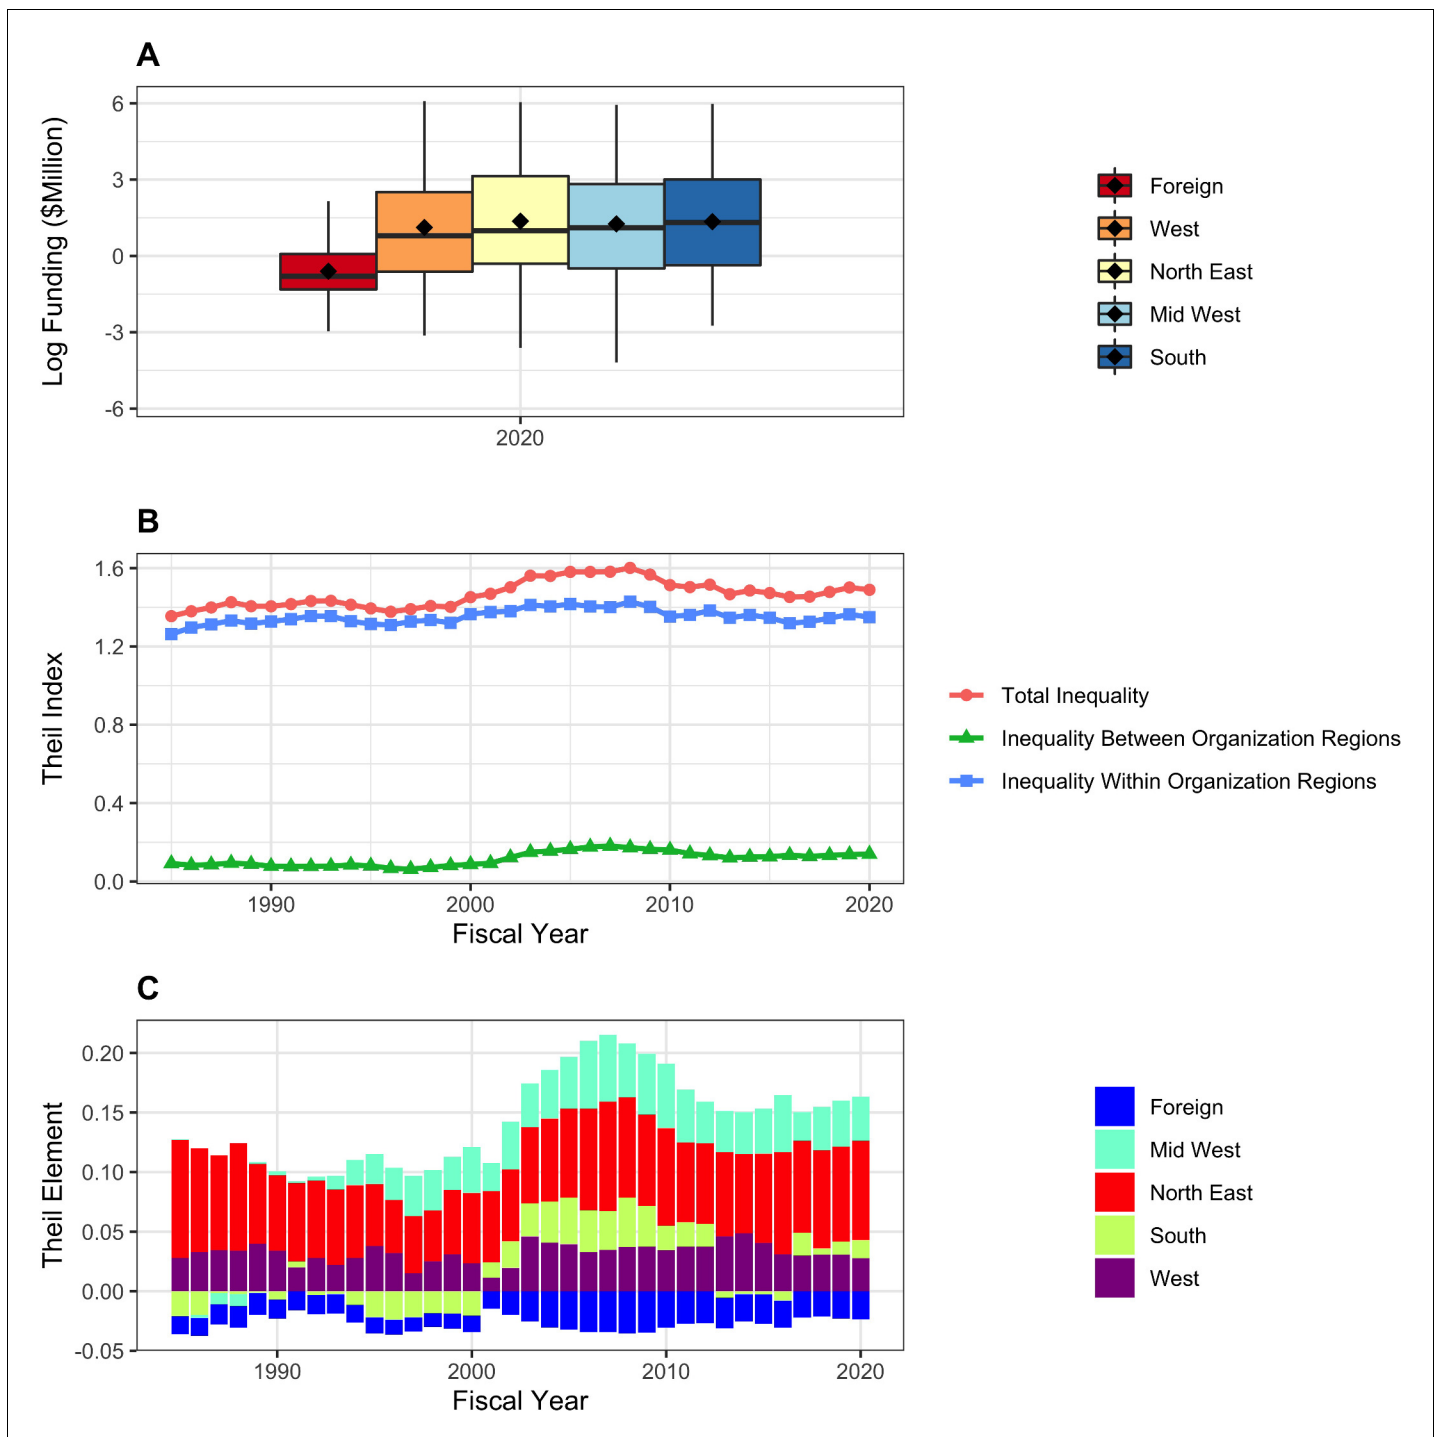 A
Log Funding ($Million)
6
3
0
-3
-6
2020
Foreign
West
North East
Mid West
South
B
Theil Index
1.6
1.2
0.8
0.4
0.0
1990 2000 2010 2020
Fiscal Year
Total Inequality
Inequality Between Organization Regions
Inequality Within Organization Regions
C
Theil Element
0.20
0.15
0.10
0.05
0.00
-0.05
1990 2000 2010 2020
Fiscal Year
Foreign
Mid West
North East
South
West